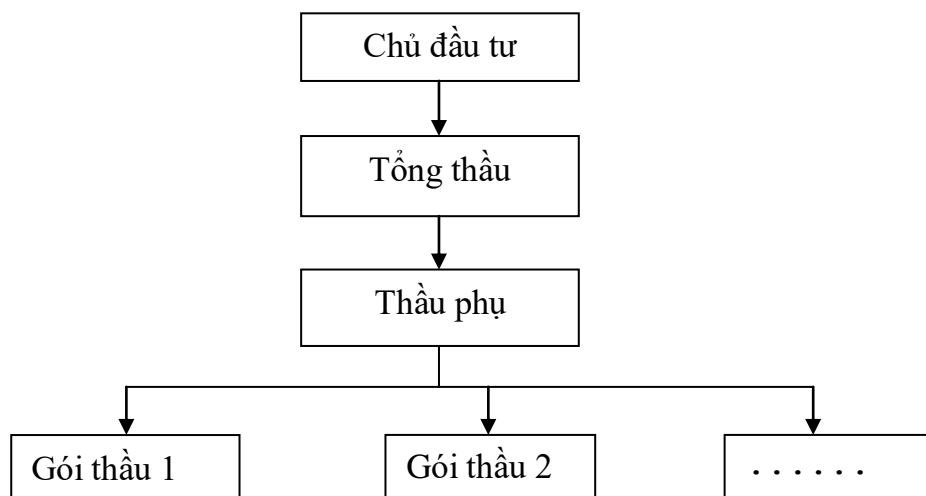 Chủ đầu tư
Tổng thầu
Thầu phụ
Gói thầu 1
Gói thầu 2
. . . . . .